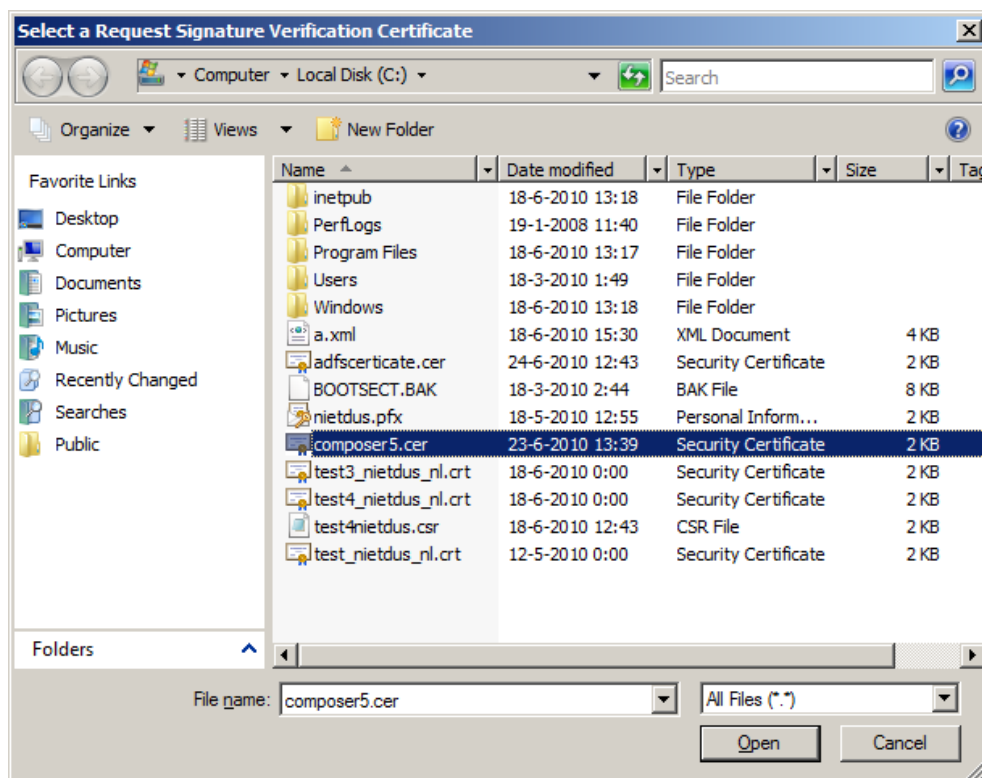 Select a Request Signature Verification Certificate
Computer Local Disk (C:) Search
Organize Views New Folder
Favorite Links
Desktop
Computer
Documents
Pictures
Music
Recently Changed
Searches
Public
Folders
Name Date modified Type Size Tag
inetpub 18-6-2010 13:18 File Folder
PerfLogs 19-1-2008 11:40 File Folder
Program Files 18-6-2010 13:17 File Folder
Users 18-3-2010 1:49 File Folder
Windows 18-6-2010 13:18 File Folder
a.xml 18-6-2010 15:30 XML Document 4 KB
adfscerticate.cer 24-6-2010 12:43 Security Certificate 2 KB
BOOTSECT.BAK 18-3-2010 2:44 BAK File 8 KB
nietdus.pfx 18-5-2010 12:55 Personal Inform... 2 KB
composer5.cer 23-6-2010 13:39 Security Certificate 2 KB
test3_nietdus_nl.crt 18-6-2010 0:00 Security Certificate 2 KB
test4_nietdus_nl.crt 18-6-2010 0:00 Security Certificate 2 KB
test4nietdus.csr 18-6-2010 12:43 CSR File 2 KB
test_nietdus_nl.crt 12-5-2010 0:00 Security Certificate 2 KB
File name: composer5.cer All Files (*.*)
Open Cancel